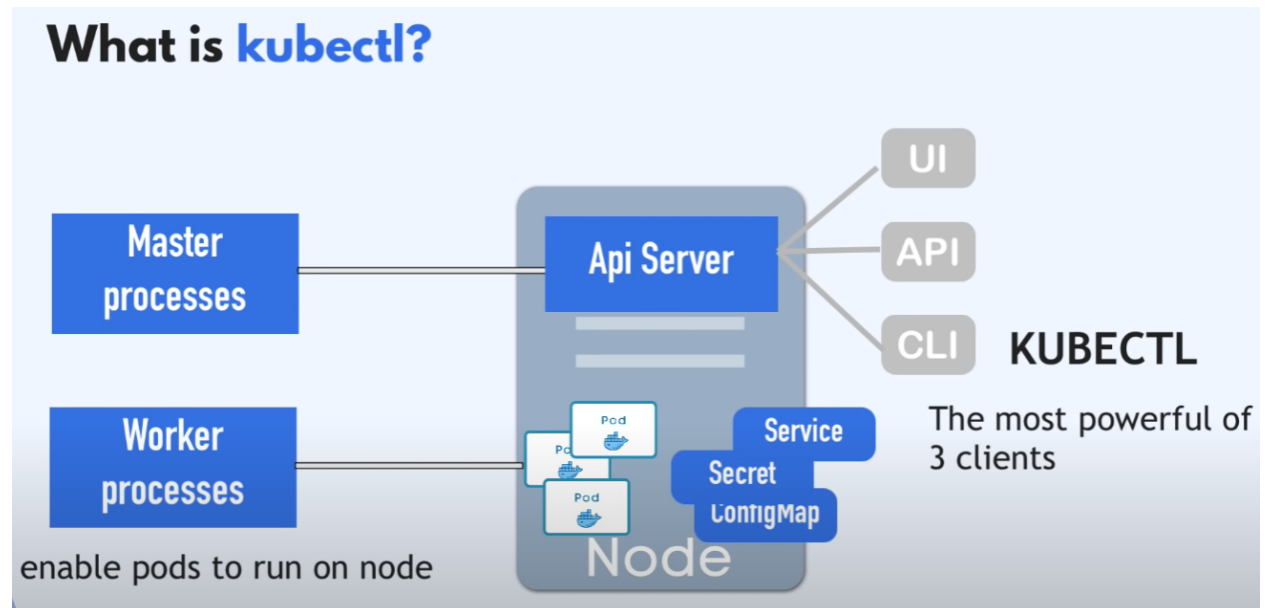 What is kubectl?
UI
Master
processes
Api Server
API
CLI
KUBECTL
Worker
processes
Pod
Po
Pod
Service
Secret
ConfigMap
The most powerful of
3 clients
Node
enable pods to run on node